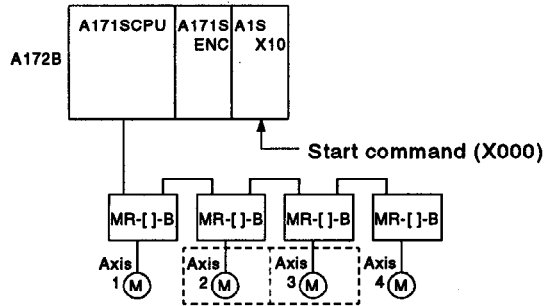 A172B
A171SCPU
A171S
ENC
A1S
X10
Start command (X000)
MR-[ ]-B
MR-[ ]-B
MR-[ ]-B
MR-[ ]-B
Axis
1
M
Axis
2
M
Axis
3
M
Axis
4
M